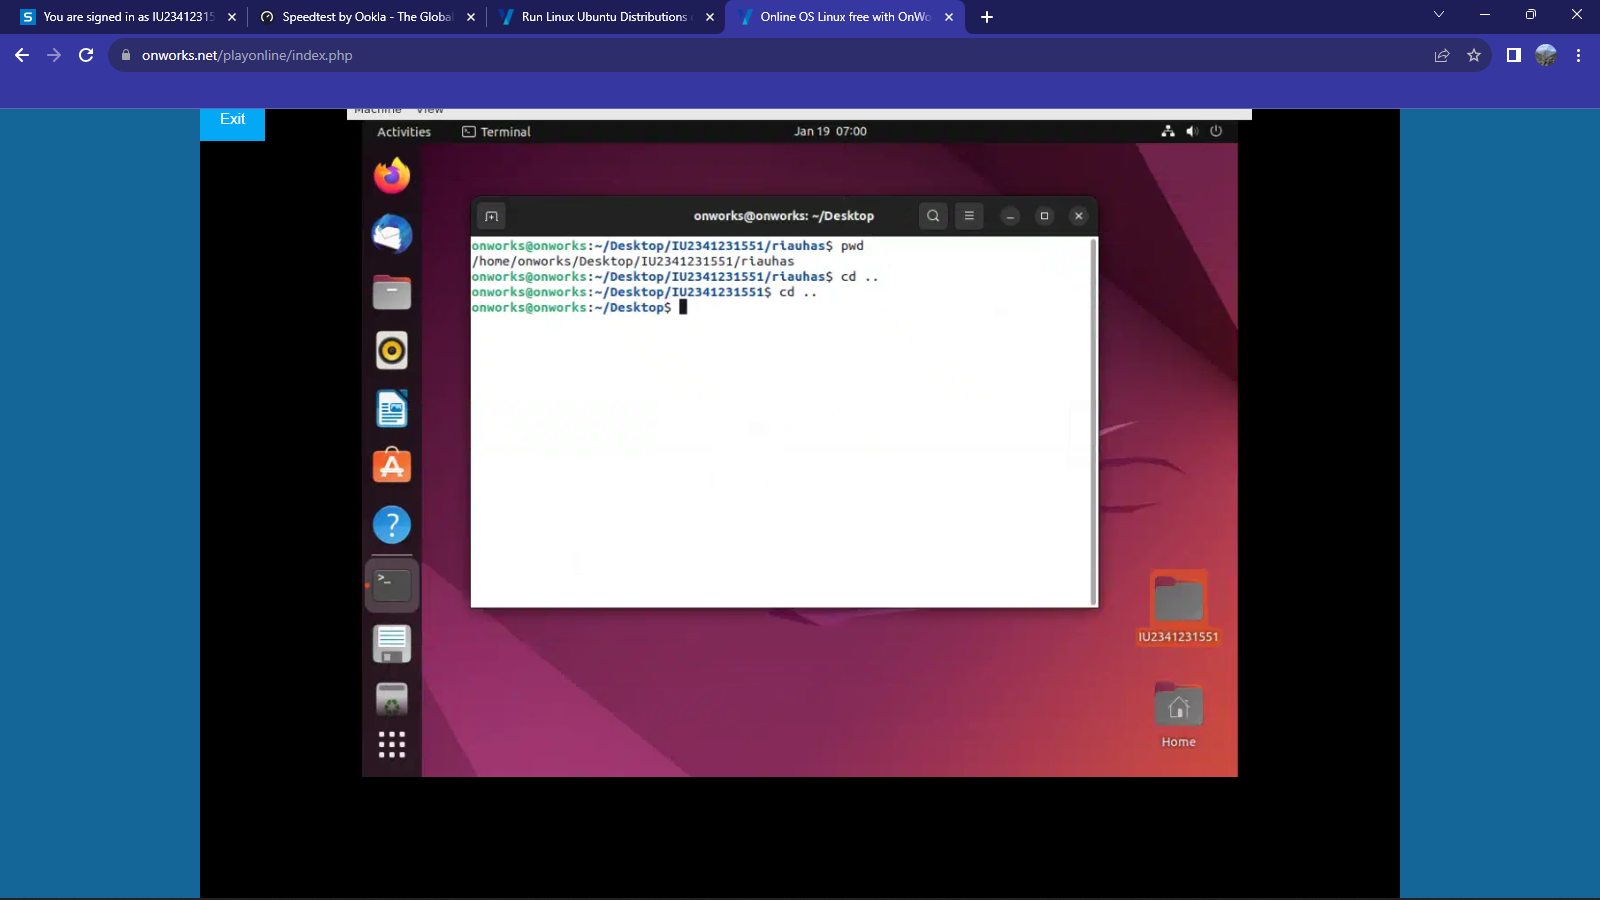 You are signed in as IU23412315
Speedtest by Ookla - The Global
Run Linux Ubuntu Distributions
Online OS Linux free with OnWo
onworks.net/playonline/index.php
Exit
Machine View
Activities Terminal Jan 19 07:00
onworks@onworks: ~/Desktop
onworks@onworks:~/Desktop/IU2341231551/riauhas$ pwd
/home/onworks/Desktop/IU2341231551/riauhas
onworks@onworks:~/Desktop/IU2341231551/riauhas$ cd ..
onworks@onworks:~/Desktop/IU2341231551$ cd ..
onworks@onworks:~/Desktop$
IU2341231551
Home